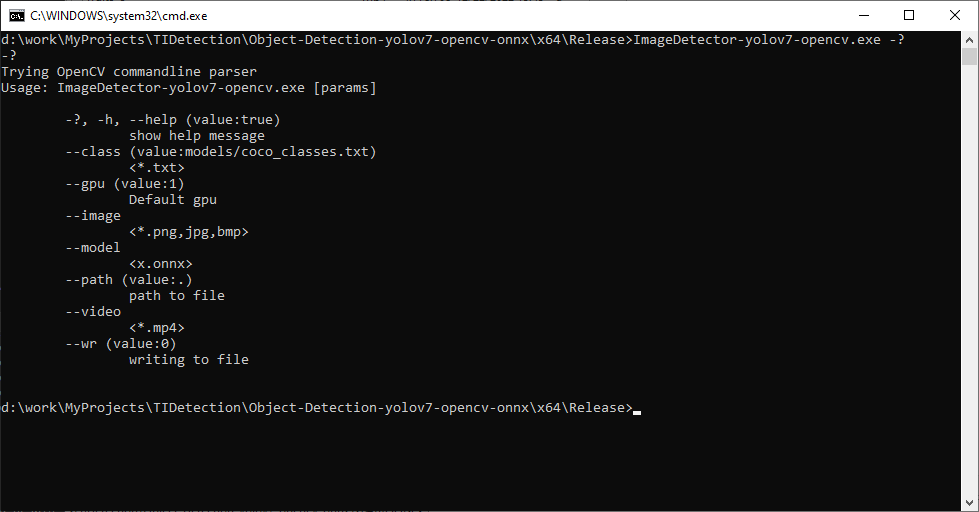 C:\WINDOWS\system32\cmd.exe
d:\work\MyProjects\TIDetection\Object-Detection-yolov7-opencv-onnx\x64\Release>ImageDetector-yolov7-opencv.exe -?
-?
Trying OpenCV commandline parser
Usage: ImageDetector-yolov7-opencv.exe [params]
-?, -h, --help (value:true)
show help message
--class (value:models/coco_classes.txt)
<*.txt>
--gpu (value:1)
Default gpu
--image
<*.png,jpg,bmp>
--model
<x.onnx>
--path (value:.)
path to file
--video
<*.mp4>
--wr (value:0)
writing to file
d:\work\MyProjects\TIDetection\Object-Detection-yolov7-opencv-onnx\x64\Release>